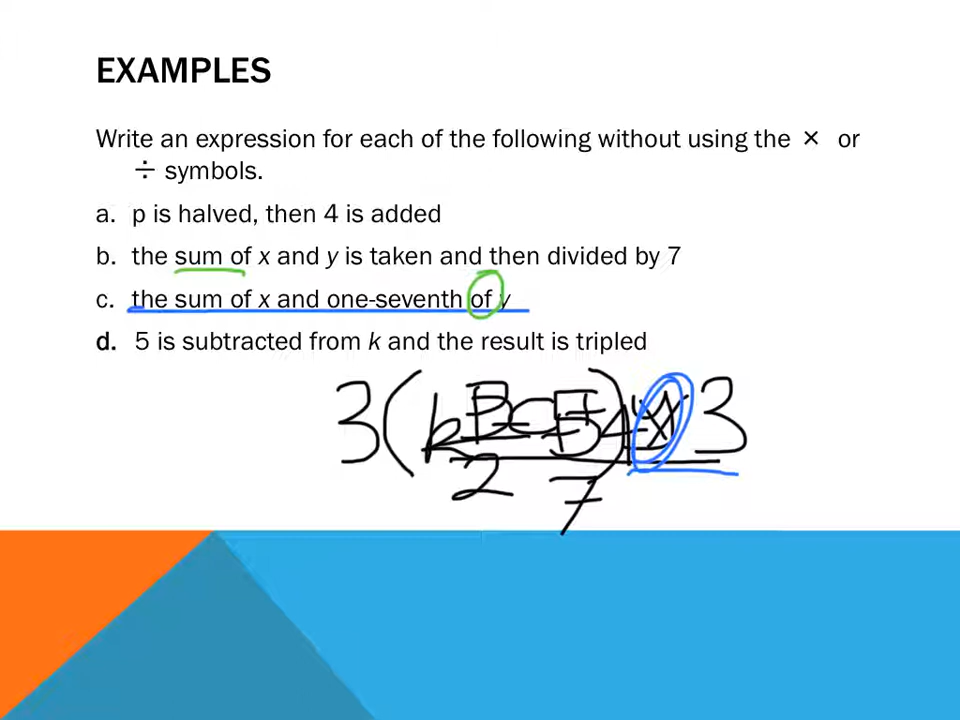 EXAMPLES
Write an expression for each of the following without using the × or
÷ symbols.
a. p is halved, then 4 is added
b. the sum of x and y is taken and then divided by 7
c. the sum of x and one-seventh of y
d. 5 is subtracted from k and the result is tripled
3(k ) 3
2
7